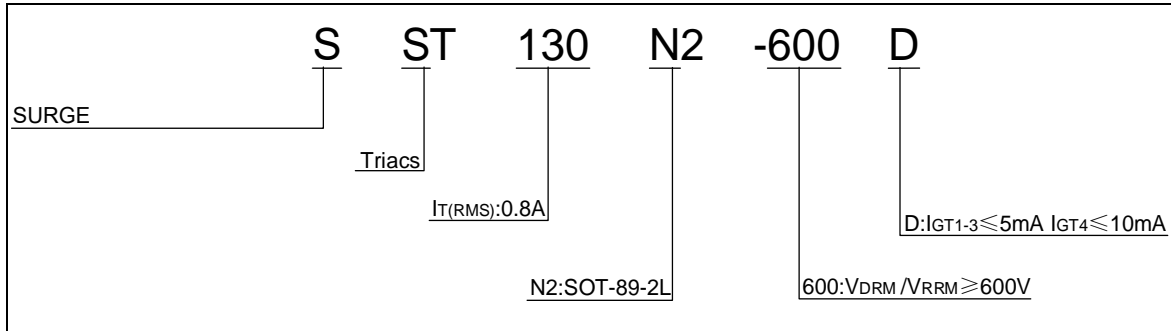 S ST 130 N2 -600 D
SURGE
Triacs
IT(RMS):0.8A
D:IGT1-3≤5mA IGT4≤10mA
N2:SOT-89-2L
600:VDRM /VRRM≥600V